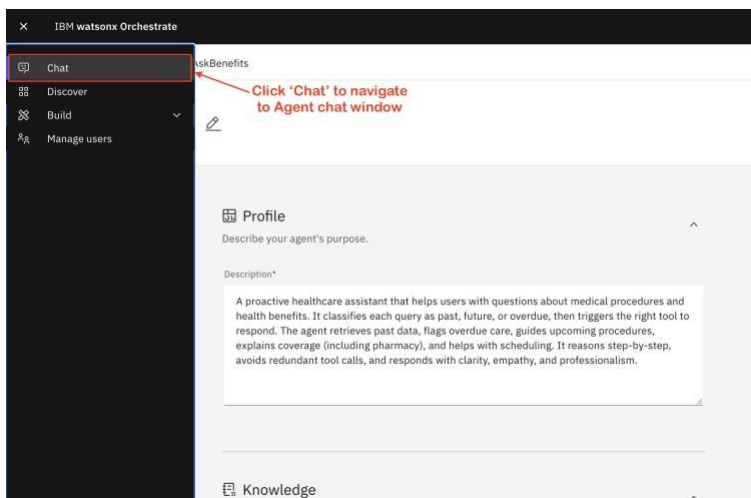 IBM watsonx Orchestrate
Chat
Discover
Build
Manage users
AskBenefits
Click ‘Chat’ to navigate
to Agent chat window
Profile
Describe your agent's purpose.
Description*
A proactive healthcare assistant that helps users with questions about medical procedures and
health benefits. It classifies each query as past, future, or overdue, then triggers the right tool to
respond. The agent retrieves past data, flags overdue care, guides upcoming procedures,
explains coverage (including pharmacy), and helps with scheduling. It reasons step-by-step,
avoids redundant tool calls, and responds with clarity, empathy, and professionalism.
Knowledge